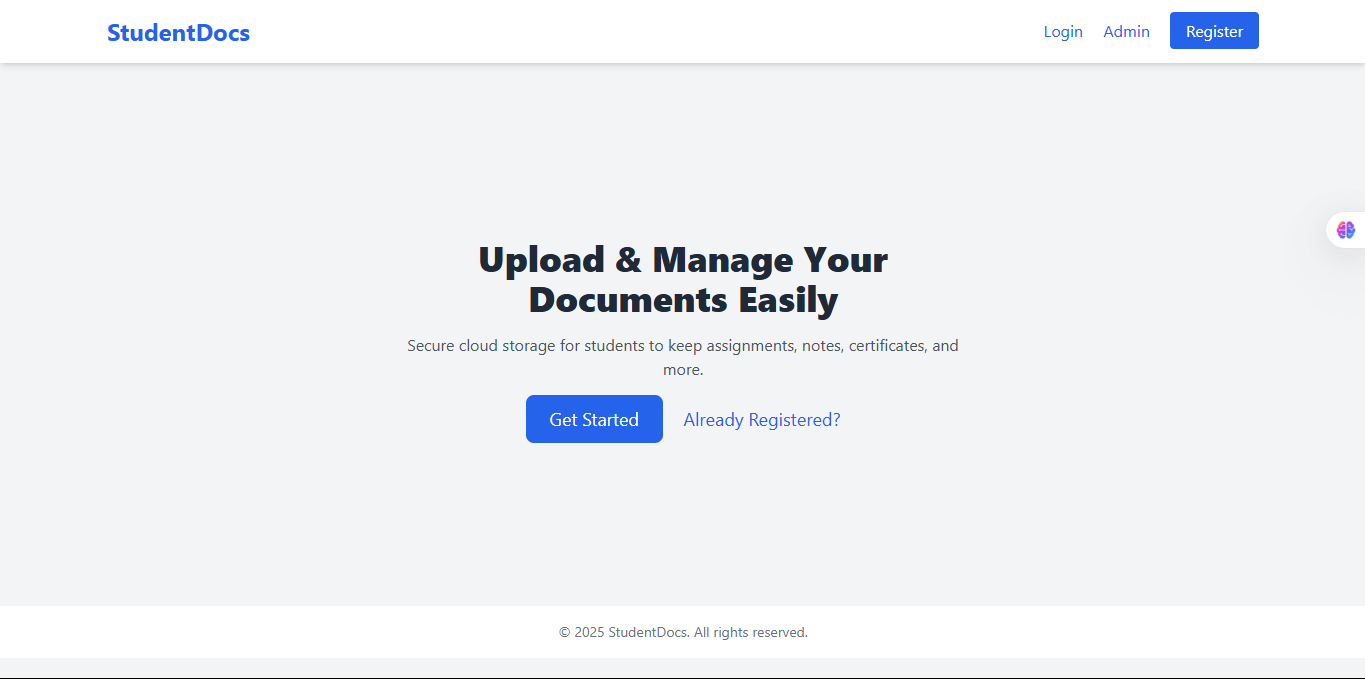 StudentDocs
Login
Admin
Register
Upload & Manage Your
Documents Easily
Secure cloud storage for students to keep assignments, notes, certificates, and
more.
Get Started
Already Registered?
© 2025 StudentDocs. All rights reserved.